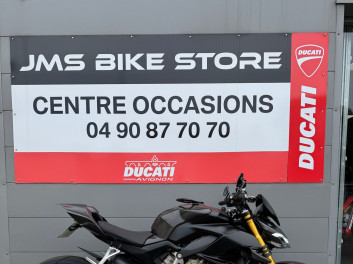 JMS BIKE STORE
CENTRE OCCASIONS
04 90 87 70 70
DUCATI
AVIGNON
DUCATI
DUCATI